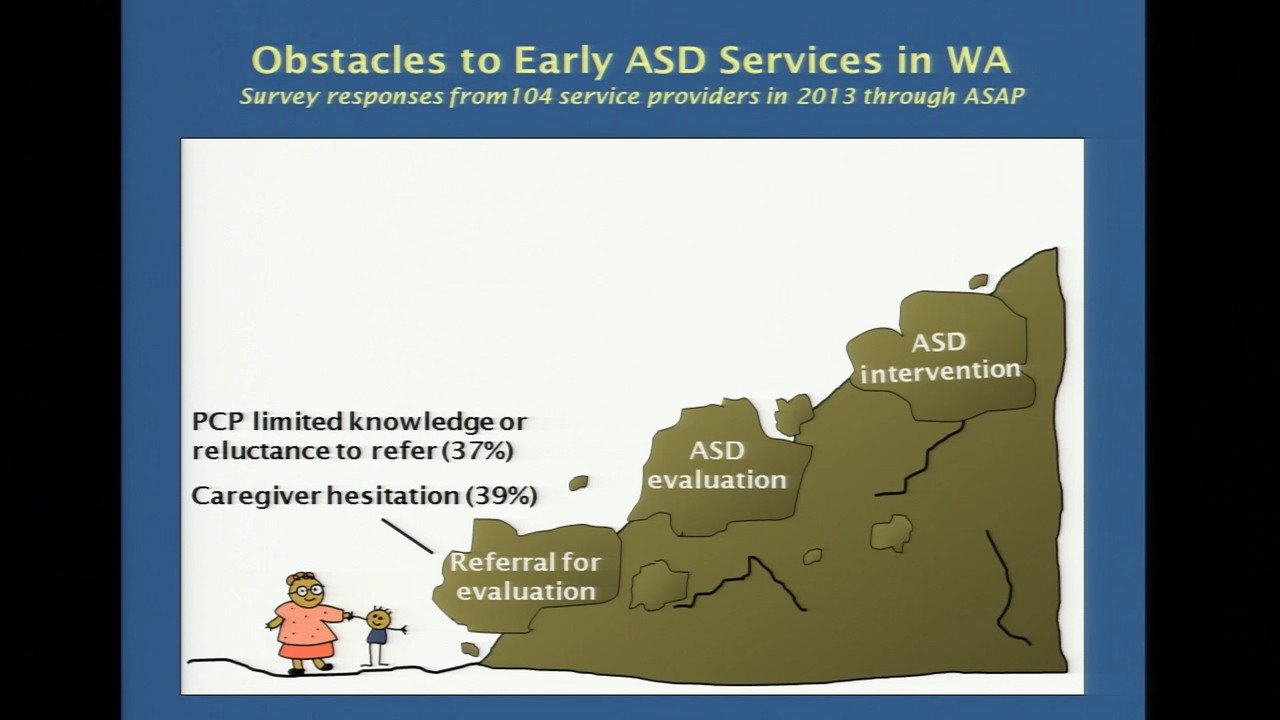 Obstacles to Early ASD Services in WA
Survey responses from104 service providers in 2013 through ASAP
ASD
intervention
PCP limited knowledge or
reluctance to refer (37%)
Caregiver hesitation (39%)
ASD
evaluation
Referral for
evaluation